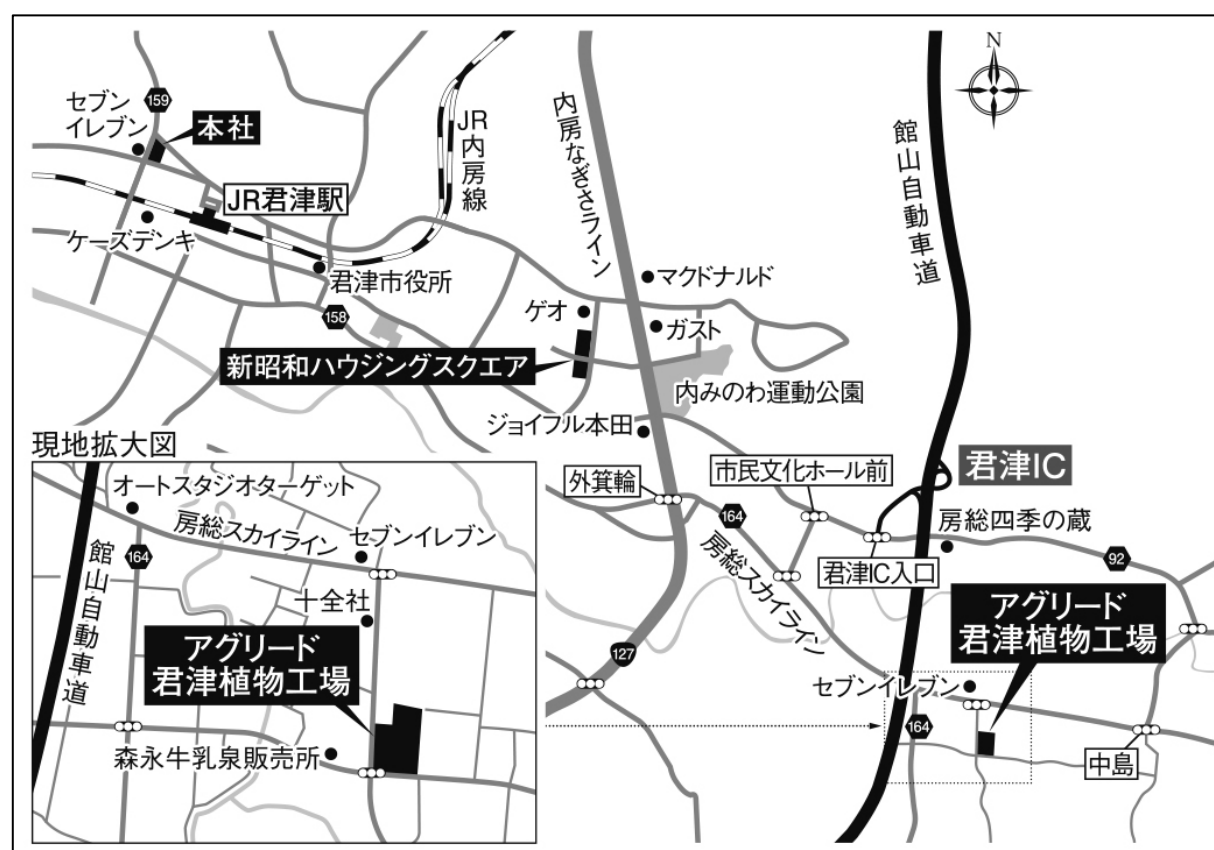 N
セブン
イレブン
159
本社
JR君津駅
ケーズデンキ
JR内房線
君津市役所
158
内房なぎさライン
館山自動車道
マクドナルド
ゲオ
ガスト
新昭和ハウジングスクエア
内みのわ運動公園
ジョイフル本田
外箕輪
市民文化ホール前
君津IC
164
房総スカイライン
房総四季の蔵
君津IC入口
92
127
アグリード
君津植物工場
セブンイレブン
164
中島
現地拡大図
オートスタジオターゲット
房総スカイライン
セブンイレブン
164
館山自動車道
十全社
アグリード
君津植物工場
森永牛乳泉販売所